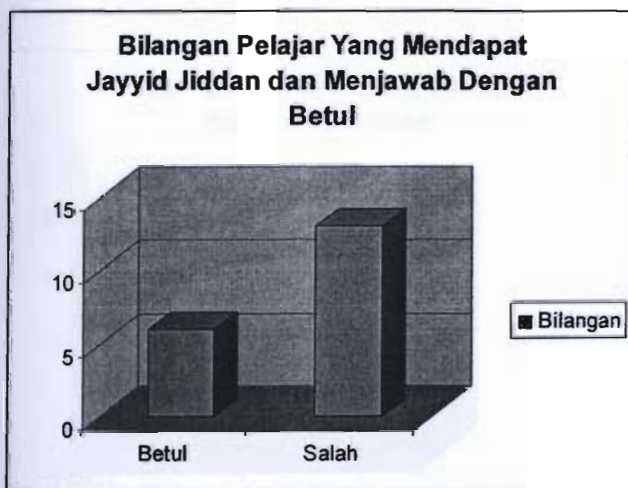 Bilangan Pelajar Yang Mendapat
Jayyid Jiddan dan Menjawab Dengan
Betul
15
10
5
0
Betul
Salah
Bilangan